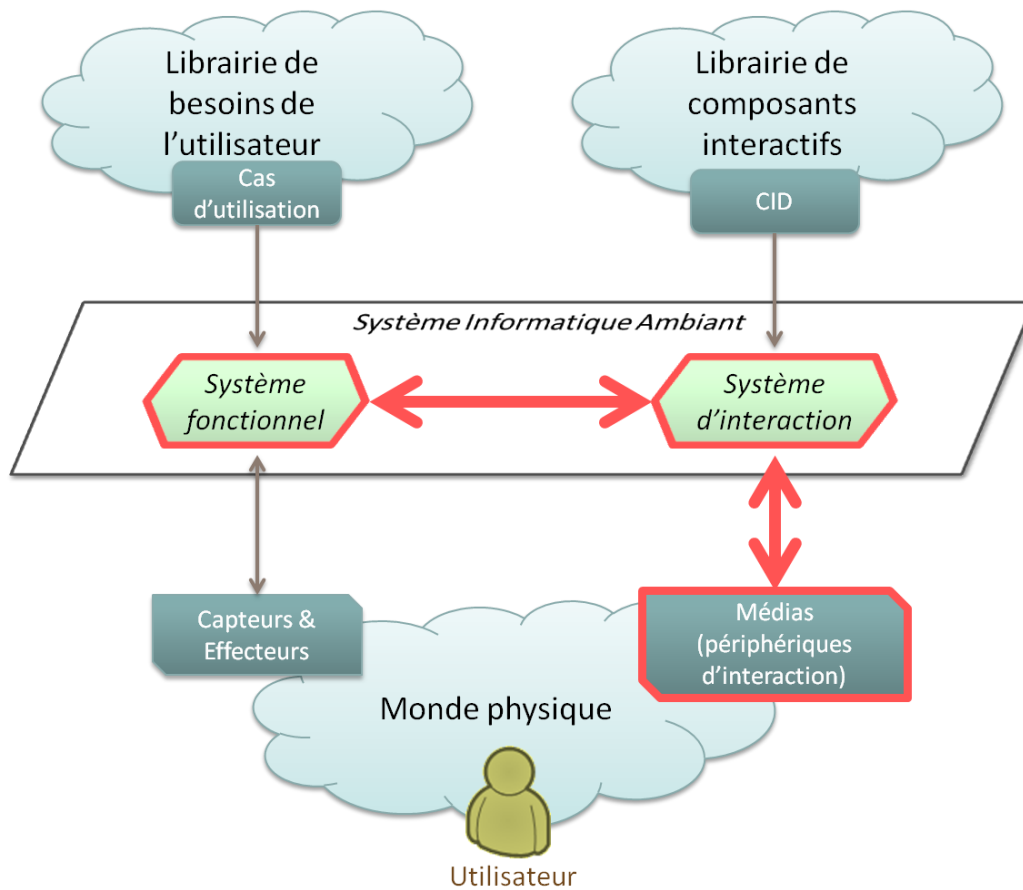 Librairie de
besoins de
l'utilisateur
Cas
d'utilisation
Librairie de
composants
interactifs
CID
Système Informatique Ambiant
Système
fonctionnel
Système
d'interaction
Capteurs &
Effecteurs
Médias
(périphériques
d'interaction)
Monde physique
Utilisateur